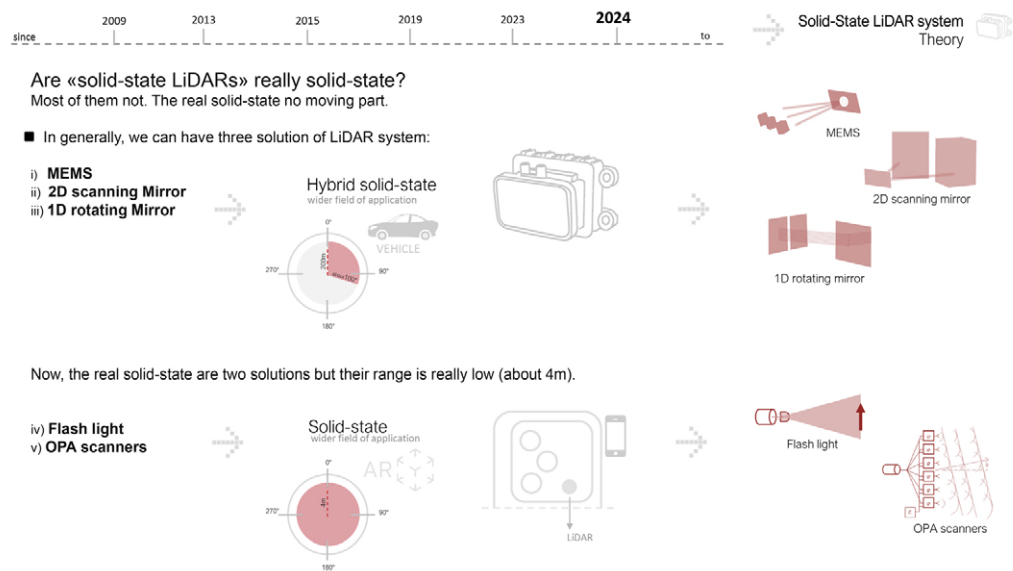 since 2009 2013 2015 2019 2023 2024 to
Solid-State LiDAR system
Theory
Are «solid-state LiDARs» really solid-state?
Most of them not. The real solid-state no moving part.
In generally, we can have three solution of LiDAR system:
i) MEMS
ii) 2D scanning Mirror
iii) 1D rotating Mirror
Hybrid solid-state
wider field of application
VEHICLE
0°
200m
max100°
270°
90°
180°
MEMS
2D scanning mirror
1D rotating mirror
Now, the real solid-state are two solutions but their range is really low (about 4m).
iv) Flash light
v) OPA scanners
Solid-state
wider field of application
AR
0°
4m
270°
90°
180°
LiDAR
Flash light
OPA scanners